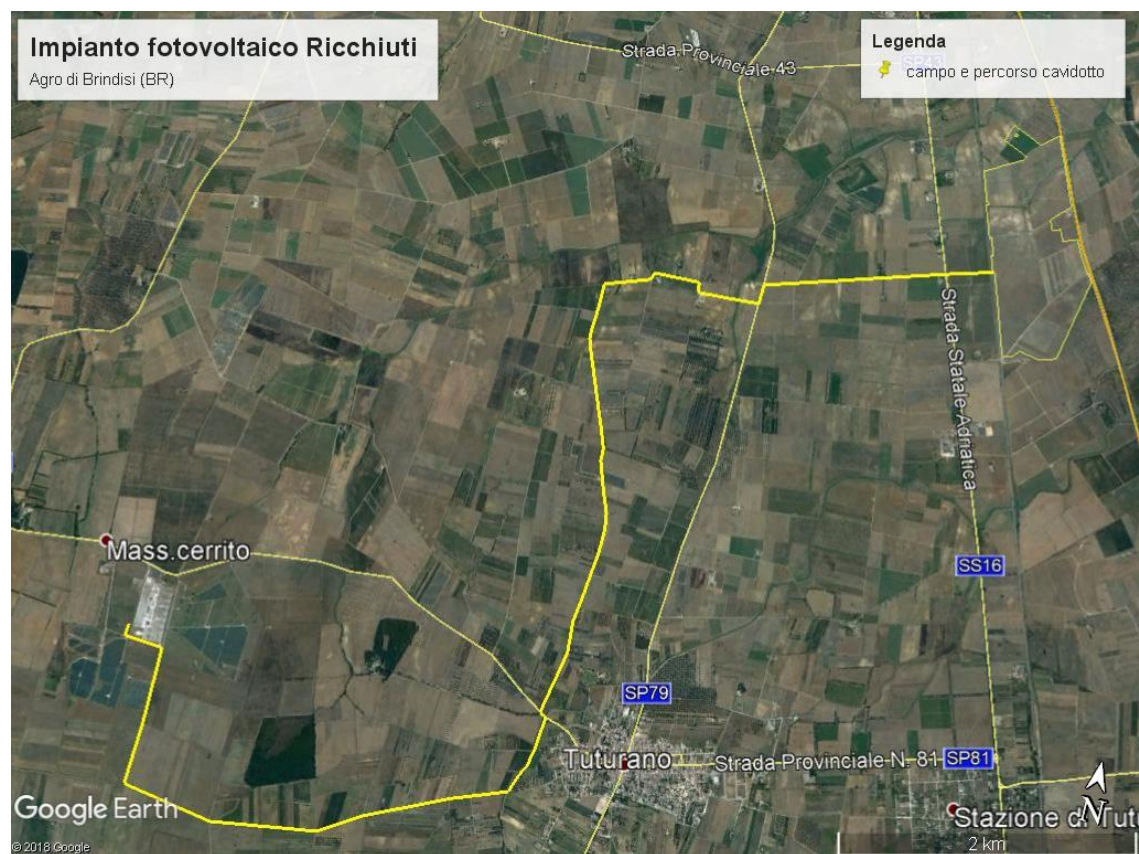 Impianto fotovoltaico Ricchiuti
Agro di Brindisi (BR)
Legenda
campo e percorso cavidotto
Strada Provinciale 43
SP43
Strada Statale Adriatica
Mass.cerrito
SS16
SP79
Tuturano
Strada Provinciale N. 81
SP81
Stazione di Tutu
Google Earth
N
© 2018 Google
2 km